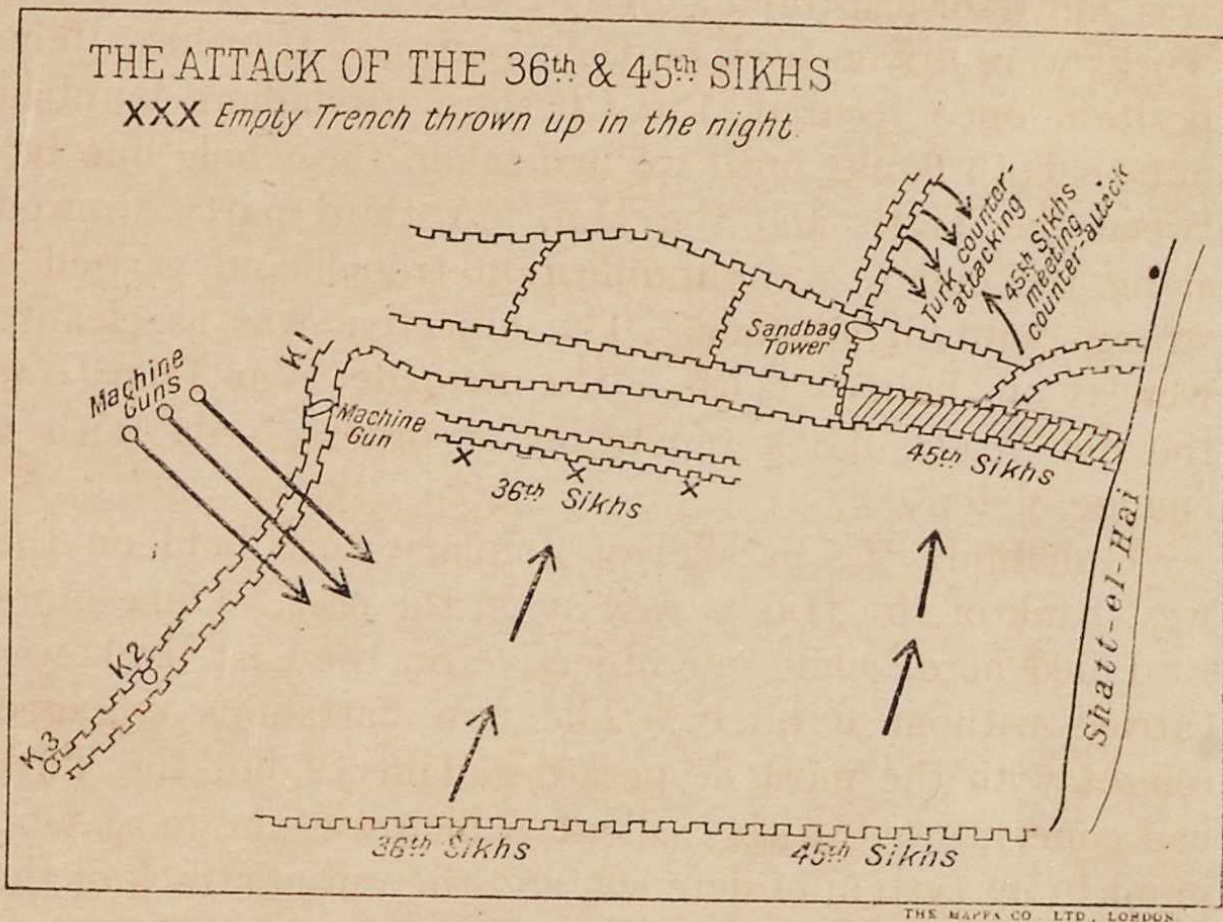 THE ATTACK OF THE 36th & 45th SIKHS
XXX Empty Trench thrown up in the night.
Turk counter-
attacking
45th Sikhs
meeting
counter-attack
Sandbag
Tower
K1
Machine
Guns
Machine
Gun
X X X
36th Sikhs
45th Sikhs
K2
K3
Shatt-el-Hai
36th Sikhs
45th Sikhs
THE MAPPA CO. LTD., LONDON